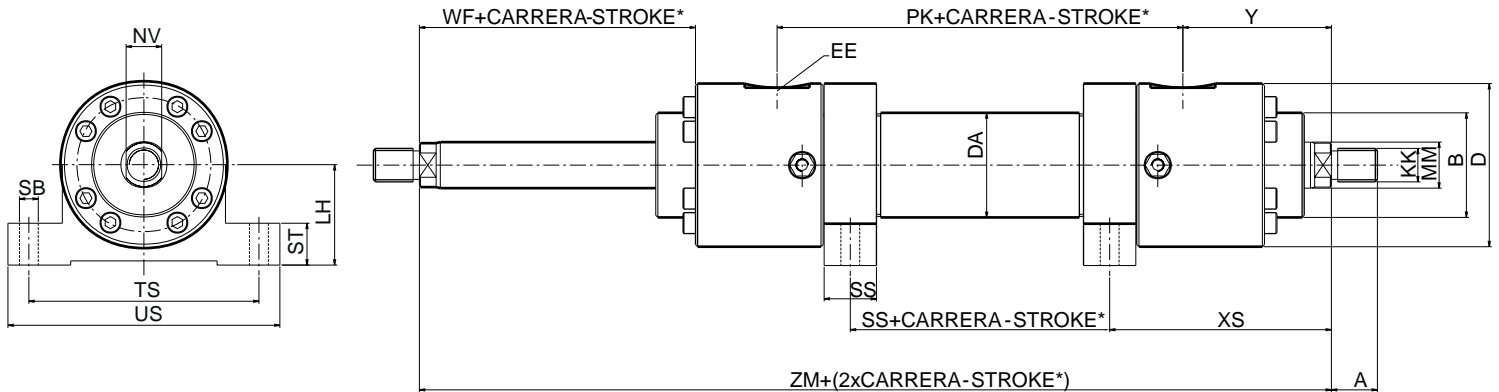 WF+CARRERA-STROKE*
PK+CARRERA-STROKE*
Y
NV
EE
DA
KK
MM
B
D
SB
LH
ST
TS
US
SS
SS+CARRERA-STROKE*
XS
ZM+(2xCARRERA-STROKE*)
A